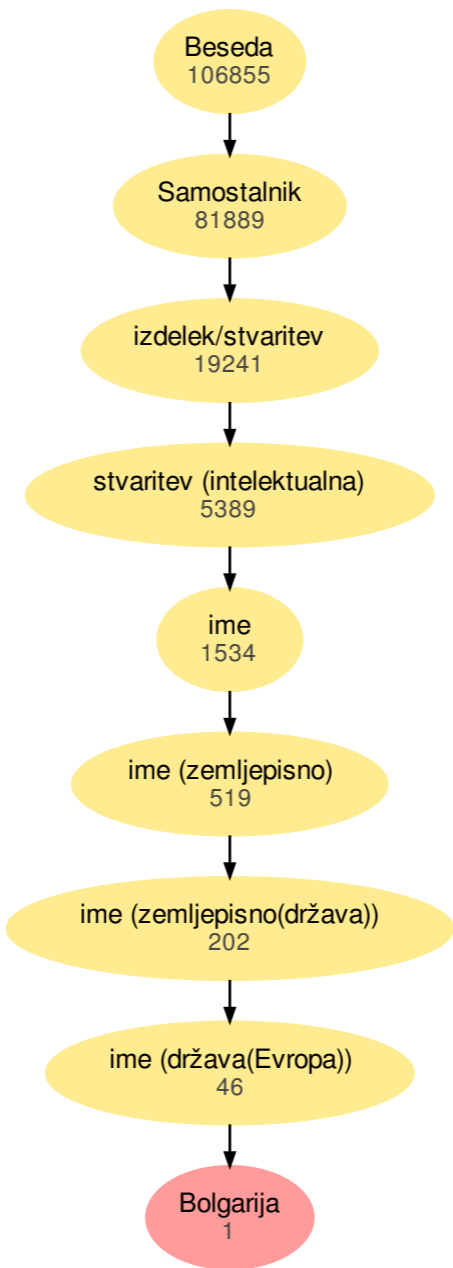 Beseda
106855
Samostalnik
81889
izdelek/stvaritev
19241
stvaritev (intelektualna)
5389
ime
1534
ime (zemljepisno)
519
ime (zemljepisno(država))
202
ime (država(Evropa))
46
Bolgarija
1